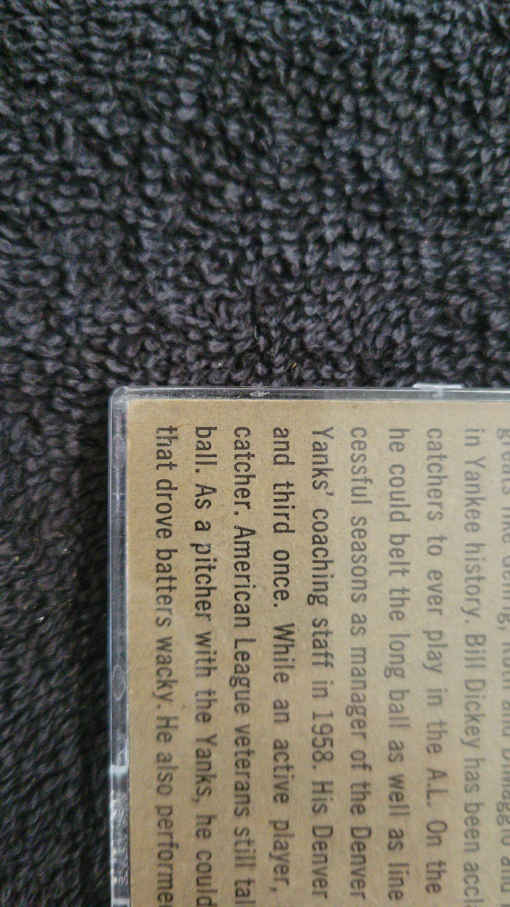 in Yankee history. Bill Dickey has been accl
catchers to ever play in the A.L. On the
he could belt the long ball as well as line
cessful seasons as manager of the Denver
Yanks' coaching staff in 1958. His Denver
and third once. While an active player,
catcher. American League veterans still tal
ball. As a pitcher with the Yanks, he could
that drove batters wacky. He also performe